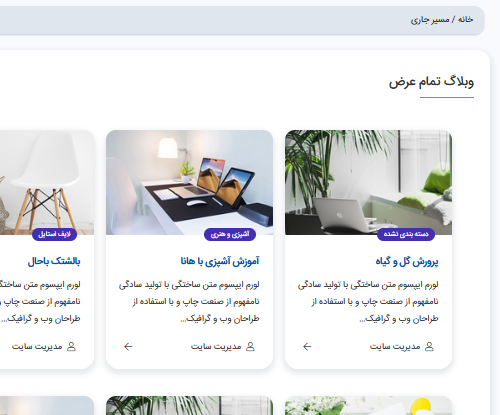 خانه / مسیر جاری
وبلاگ تمام عرض
دسته بندی نشده
پرورش گل و گیاه
لورم ایپسوم متن ساختگی با تولید سادگی
نامفهوم از صنعت چاپ و با استفاده از
طراحان وب و گرافیک...
مدیریت سایت
آشپزی و هنری
آموزش آشپزی با هانا
لورم ایپسوم متن ساختگی با تولید سادگی
نامفهوم از صنعت چاپ و با استفاده از
طراحان وب و گرافیک...
مدیریت سایت
لایف استایل
بالشتک باحال
لورم ایپسوم متن ساختگی
نامفهوم از صنعت چاپ و
طراحان وب و گرافیک...
مدیریت سایت